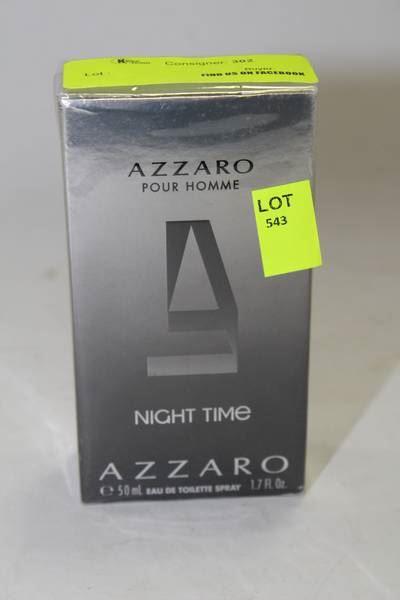 Consigner: 302
Lot:
Buyer:
FIND US ON FACEBOOK
AZZARO
POUR HOMME
LOT
543
NIGHT TIME
AZZARO
℮ 50 mL EAU DE TOILETTE SPRAY 1.7 Fl. Oz.